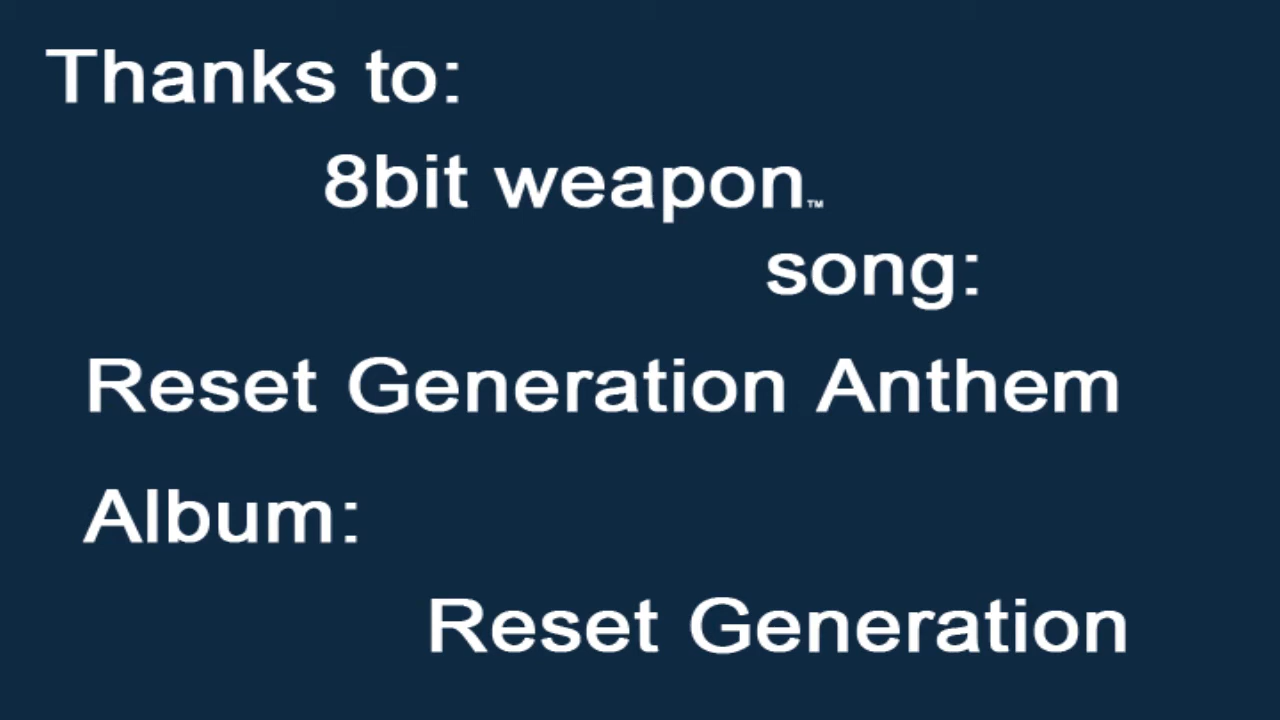 Thanks to:
8bit weapon™
song:
Reset Generation Anthem
Album:
Reset Generation